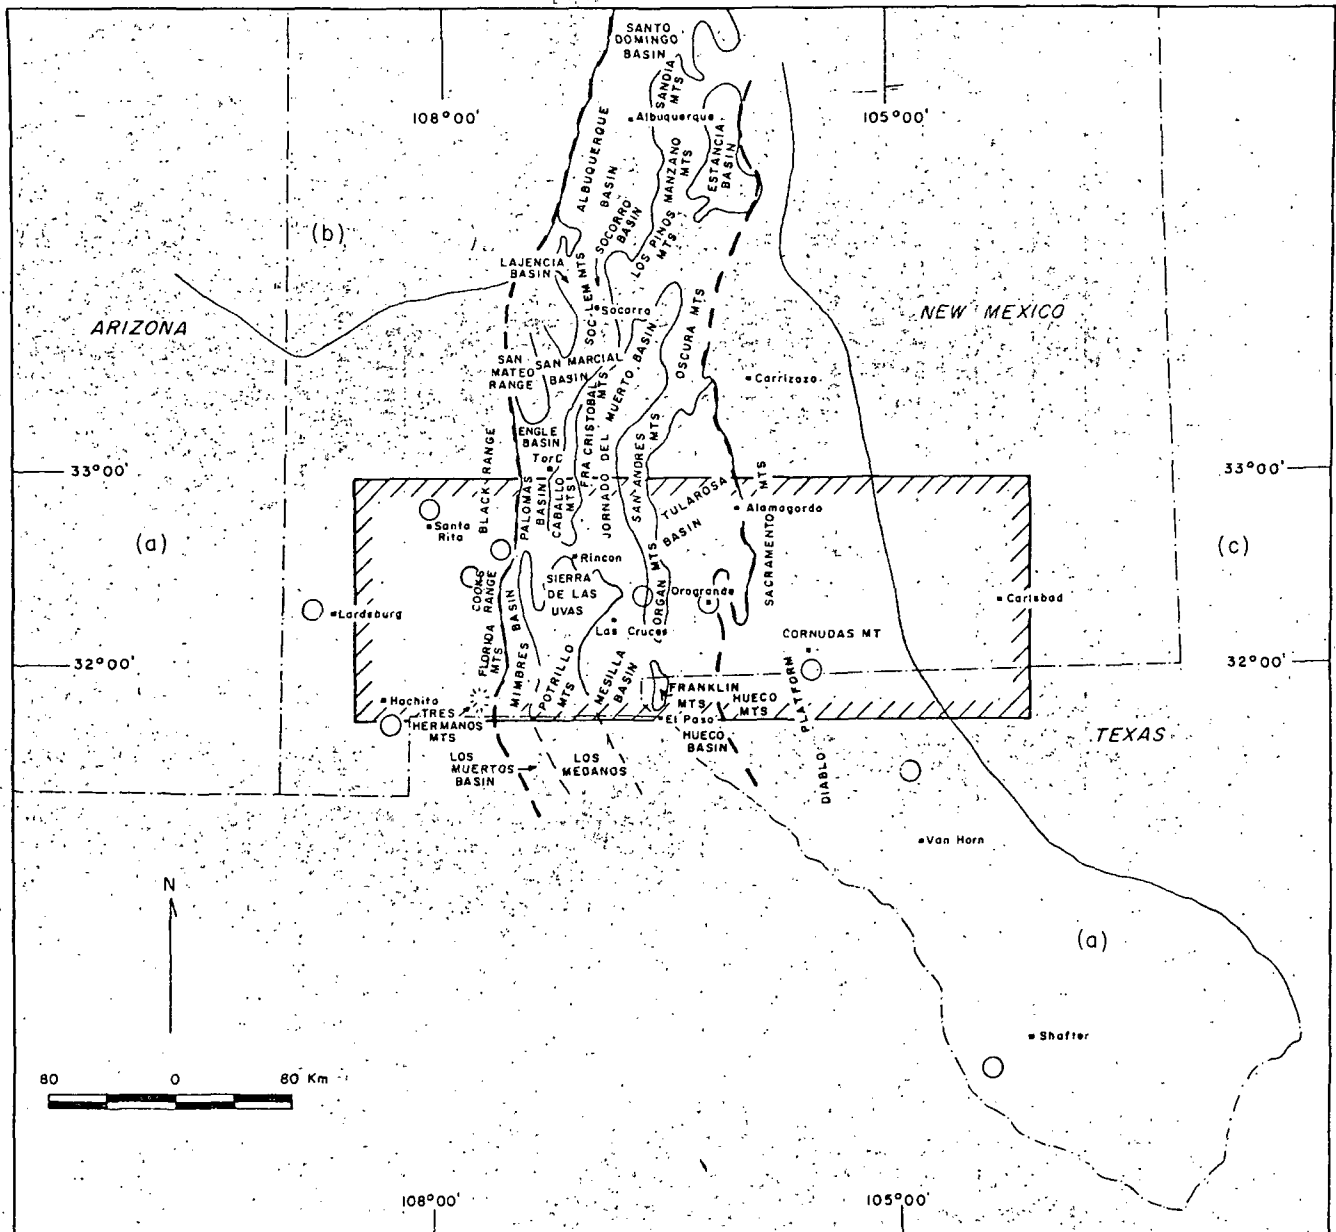 SANTO
DOMINGO
BASIN
SANDIA
MTS
108°00'
105°00'
Albuquerque
ALBUQUERQUE
BASIN
MANZANO
MTS
ESTANCIA
BASIN
SOCORRO
BASIN
LOS PINOS
MTS
(b)
LAJENCIA
BASIN
SOC-LEM MTS
Socorro
ARIZONA
NEW MEXICO
OSCURA MTS
SAN
MATEO
RANGE
SAN MARCIAL
BASIN
Carrizozo
FRA CRISTOBAL
MTS
JORNADO DEL MUERTO BASIN
BLACK RANGE
ENGLE
BASIN
TorC
SAN ANDRES
MTS
33°00'
33°00'
PALOMAS
BASIN
CABALLO
MTS
TULAROSA
BASIN
SACRAMENTO
MTS
Alamagordo
Santa
Rita
(a)
(c)
Rincon
COOKS
RANGE
SIERRA
DE LAS
UVAS
ORGAN
MTS
Orogrande
Carlsbad
Lordsburg
Las Cruces
CORNUDAS MT
FLORIDA
MTS
MIMBRES BASIN
POTRILLO
MTS
MESILLA
BASIN
32°00'
32°00'
Hachita
TRES
HERMANOS
MTS
FRANKLIN
MTS
HUECO
MTS
El Paso
HUECO
BASIN
DIABLO
PLATFORM
TEXAS
LOS
MUERTOS
BASIN
LOS
MEDANOS
Van Horn
N
(a)
Shafter
80 0 80 Km
108°00'
105°00'